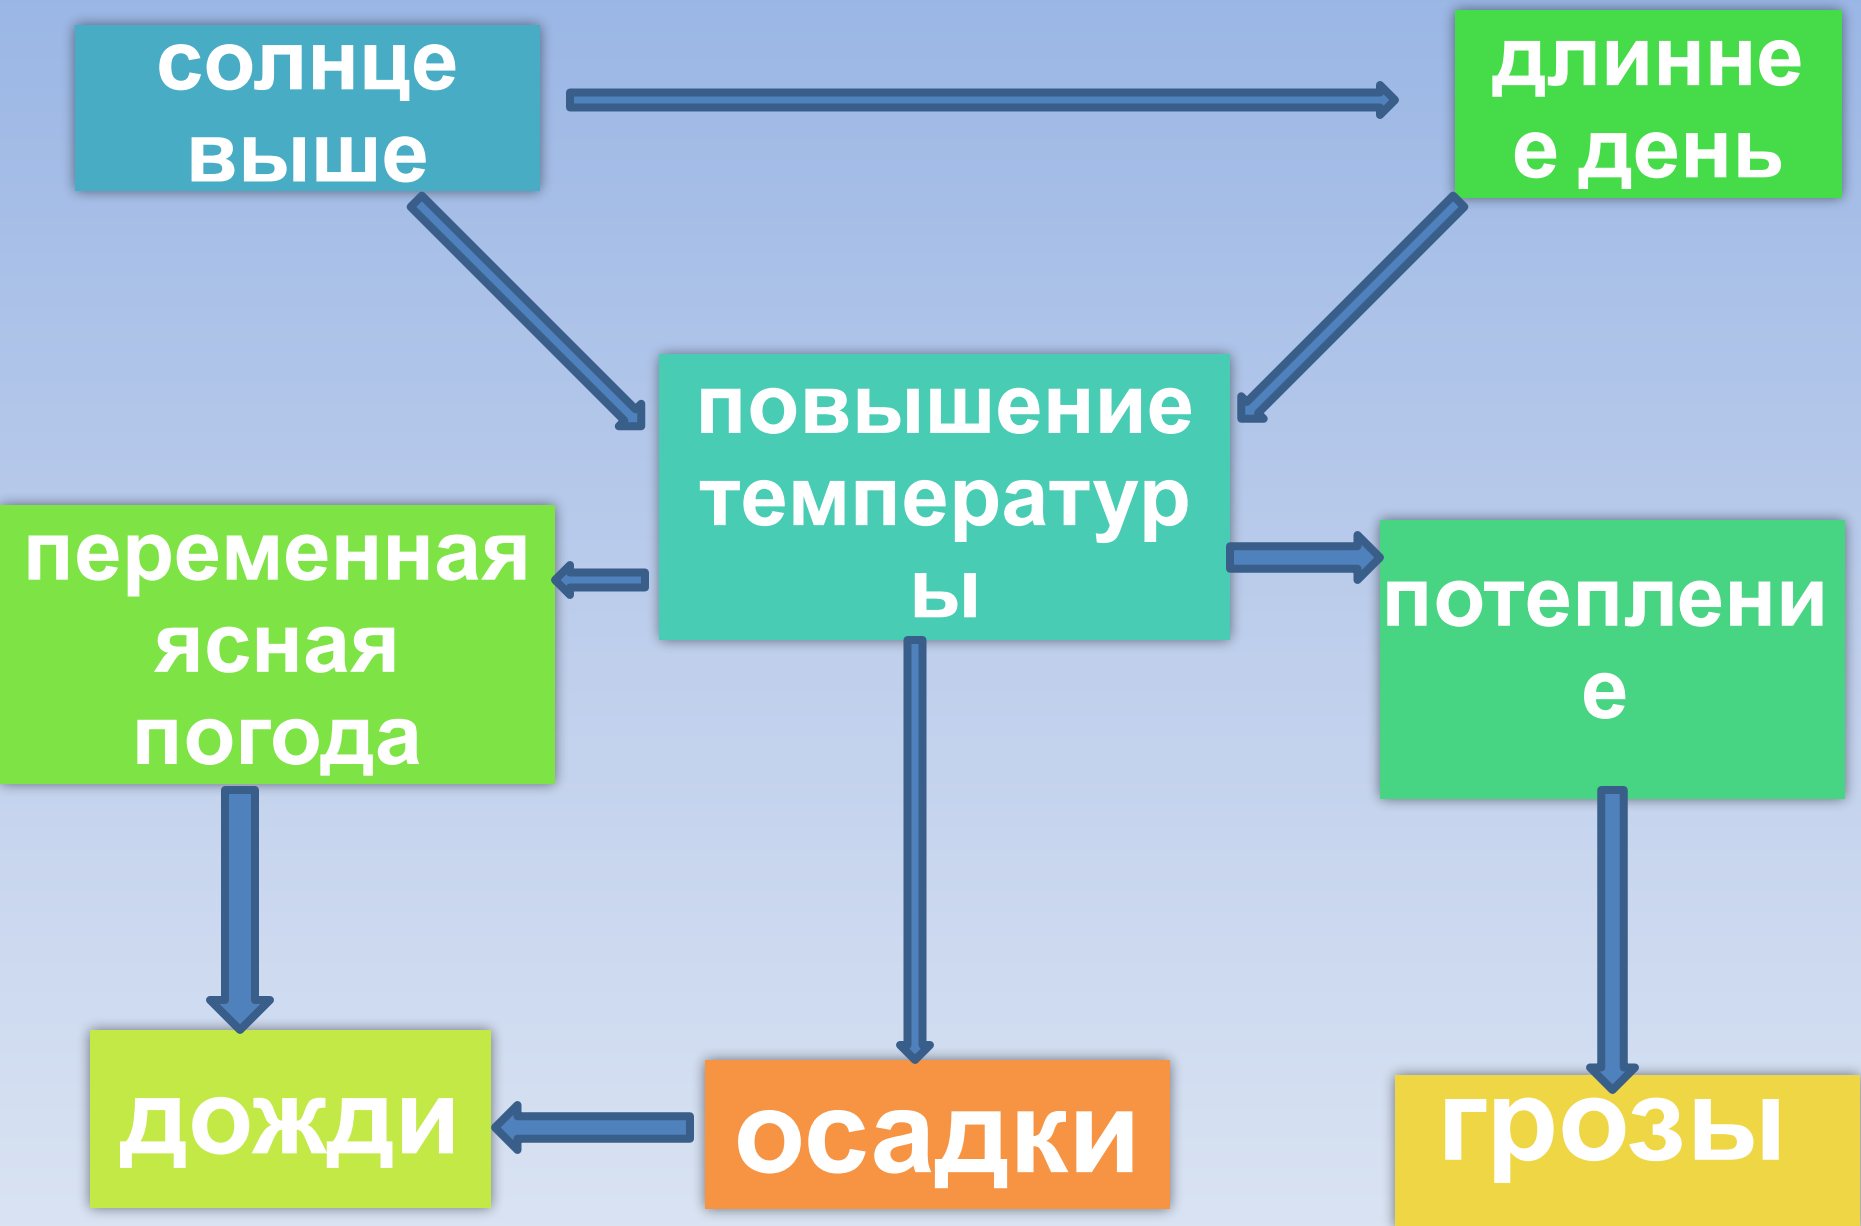 солнце
выше
длинне
е день
повышение
температур
ы
переменная
ясная
погода
потеплени
е
дожди
осадки
грозы